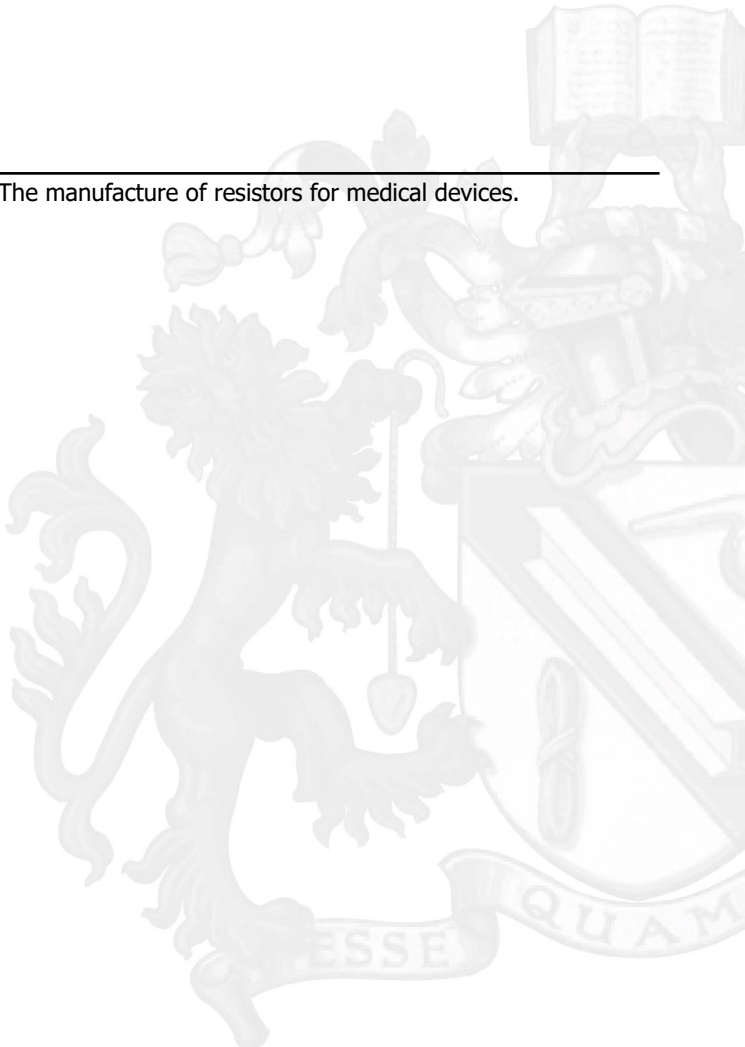 The manufacture of resistors for medical devices.
ESSE
QUAM